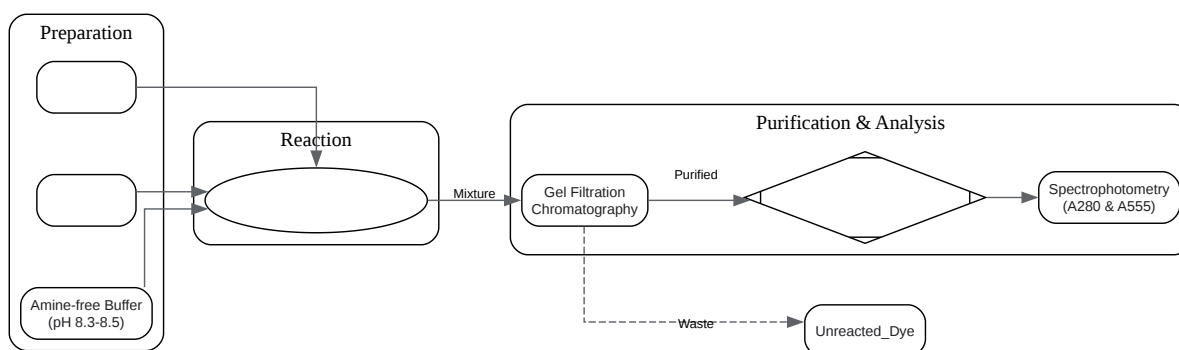 Preparation
Amine-free Buffer
(pH 8.3-8.5)
Reaction
Mixture
Purification & Analysis
Gel Filtration
Chromatography
Purified
Spectrophotometry
(A280 & A555)
Waste
Unreacted_Dye